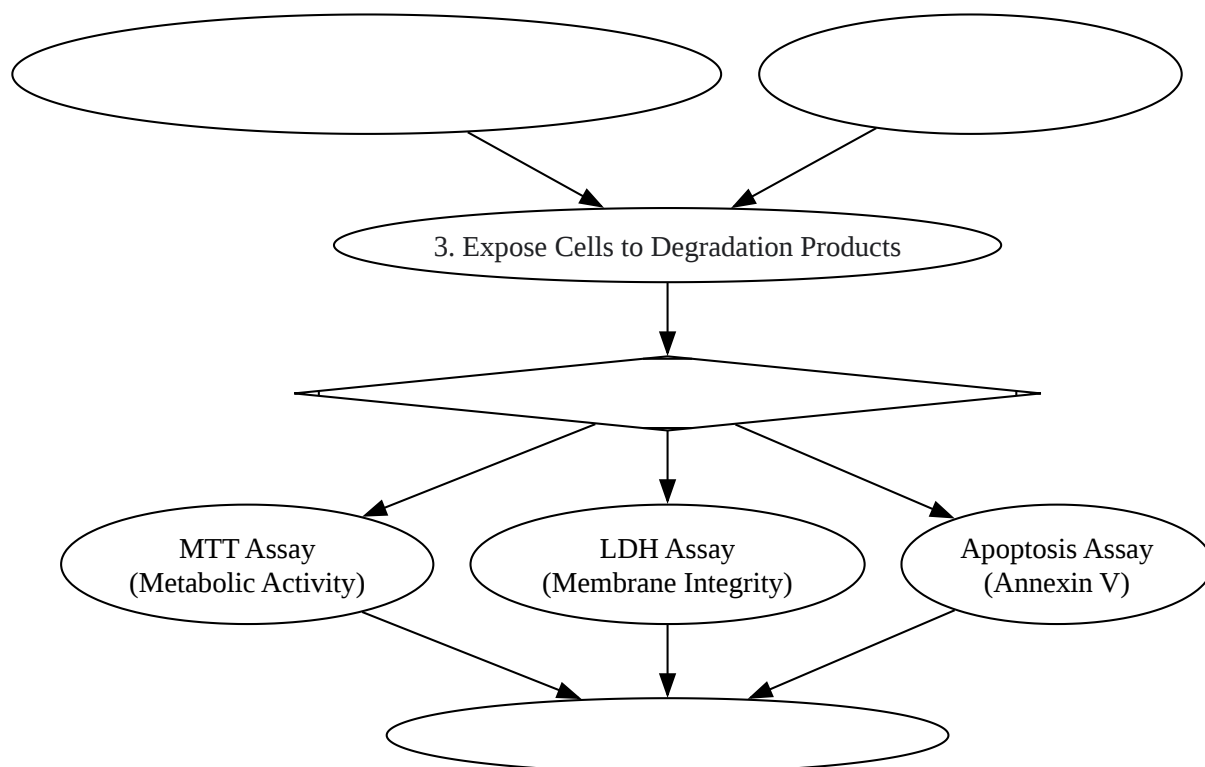 3. Expose Cells to Degradation Products
MTT Assay
(Metabolic Activity)
LDH Assay
(Membrane Integrity)
Apoptosis Assay
(Annexin V)